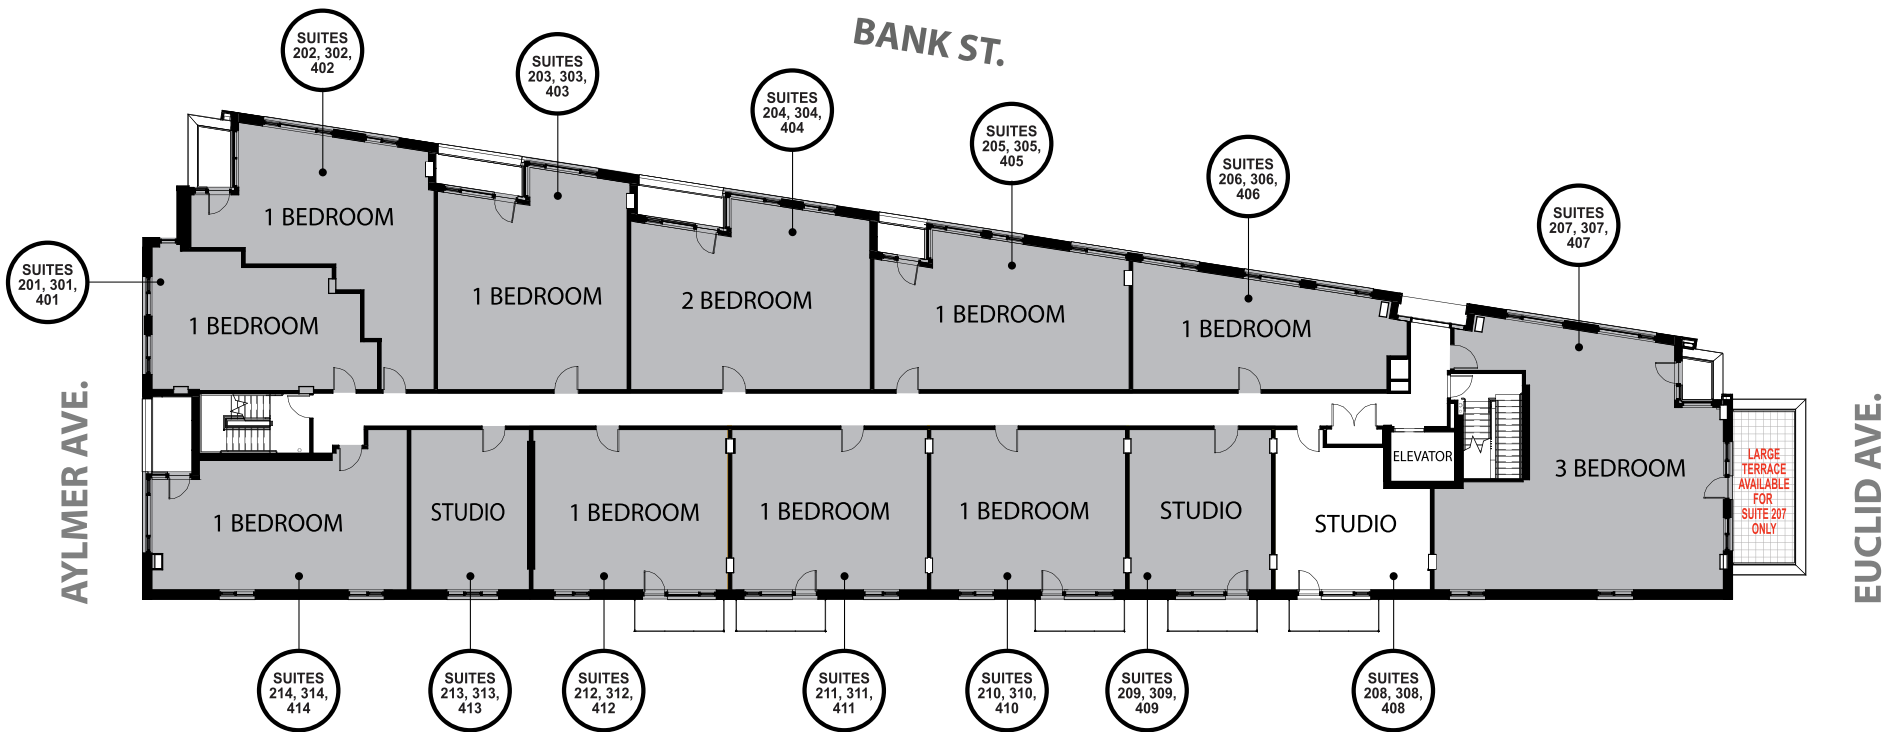 BANK ST.
SUITES
202, 302,
402
SUITES
203, 303,
403
SUITES
204, 304,
404
SUITES
205, 305,
405
SUITES
206, 306,
406
SUITES
207, 307,
407
SUITES
201, 301,
401
1 BEDROOM
1 BEDROOM
1 BEDROOM
2 BEDROOM
1 BEDROOM
1 BEDROOM
3 BEDROOM
ELEVATOR
LARGE
TERRACE
AVAILABLE
FOR
SUITE 207
ONLY
AYLMER AVE.
EUCLID AVE.
1 BEDROOM
STUDIO
1 BEDROOM
1 BEDROOM
1 BEDROOM
STUDIO
STUDIO
SUITES
214, 314,
414
SUITES
213, 313,
413
SUITES
212, 312,
412
SUITES
211, 311,
411
SUITES
210, 310,
410
SUITES
209, 309,
409
SUITES
208, 308,
408